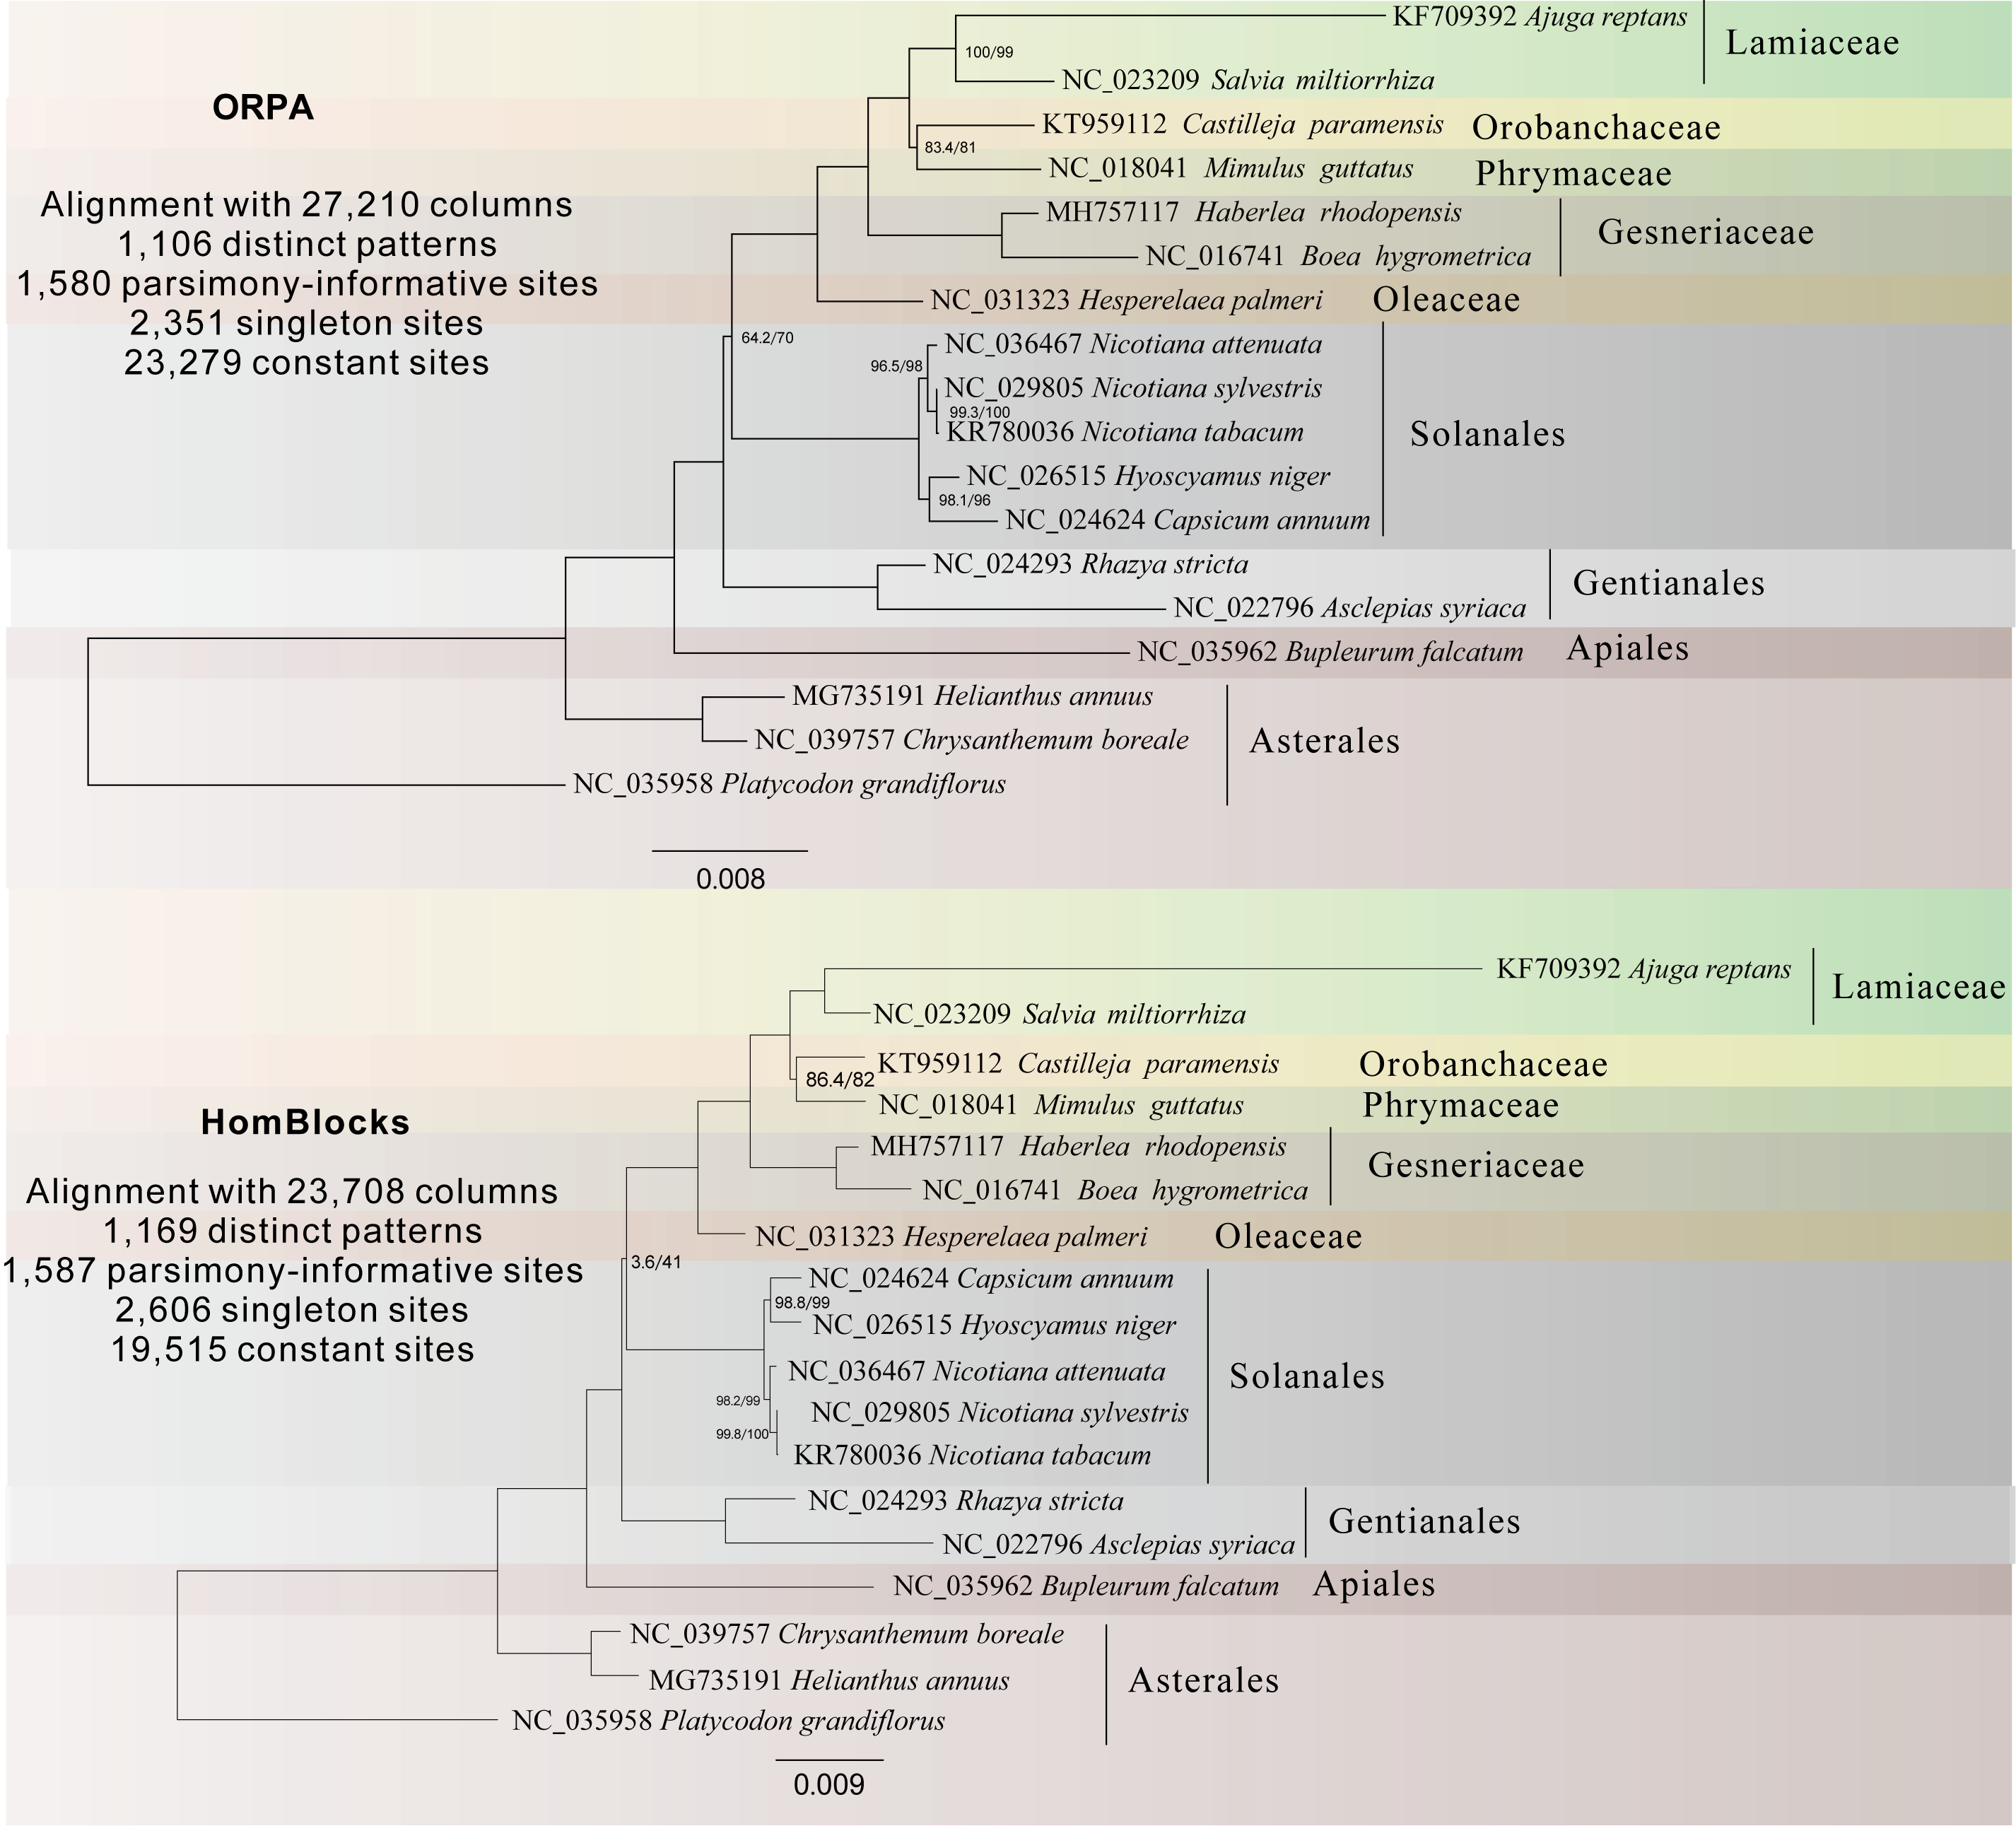 KF709392 Ajuga reptans
Lamiaceae
100/99
NC_023209 Salvia miltiorrhiza
ORPA
KT959112 Castilleja paramensis Orobanchaceae
83.4/81
NC_018041 Mimulus guttatus Phrymaceae
Alignment with 27,210 columns
1,106 distinct patterns
1,580 parsimony-informative sites
2,351 singleton sites
23,279 constant sites
MH757117 Haberlea rhodopensis
Gesneriaceae
NC_016741 Boea hygrometrica
NC_031323 Hesperelaea palmeri Oleaceae
64.2/70
NC_036467 Nicotiana attenuata
96.5/98
NC_029805 Nicotiana sylvestris
99.3/100
KR780036 Nicotiana tabacum
Solanales
NC_026515 Hyoscyamus niger
98.1/96
NC_024624 Capsicum annuum
NC_024293 Rhazya stricta
Gentianales
NC_022796 Asclepias syriaca
NC_035962 Bupleurum falcatum Apiales
MG735191 Helianthus annuus
NC_039757 Chrysanthemum boreale
Asterales
NC_035958 Platycodon grandiflorus
0.008
KF709392 Ajuga reptans
Lamiaceae
NC_023209 Salvia miltiorrhiza
KT959112 Castilleja paramensis Orobanchaceae
86.4/82
NC_018041 Mimulus guttatus Phrymaceae
HomBlocks
Alignment with 23,708 columns
1,169 distinct patterns
1,587 parsimony-informative sites
2,606 singleton sites
19,515 constant sites
MH757117 Haberlea rhodopensis
Gesneriaceae
NC_016741 Boea hygrometrica
NC_031323 Hesperelaea palmeri Oleaceae
3.6/41
NC_024624 Capsicum annuum
98.8/99
NC_026515 Hyoscyamus niger
NC_036467 Nicotiana attenuata
Solanales
98.2/99
NC_029805 Nicotiana sylvestris
99.8/100
KR780036 Nicotiana tabacum
NC_024293 Rhazya stricta
Gentianales
NC_022796 Asclepias syriaca
NC_035962 Bupleurum falcatum Apiales
NC_039757 Chrysanthemum boreale
MG735191 Helianthus annuus
Asterales
NC_035958 Platycodon grandiflorus
0.009